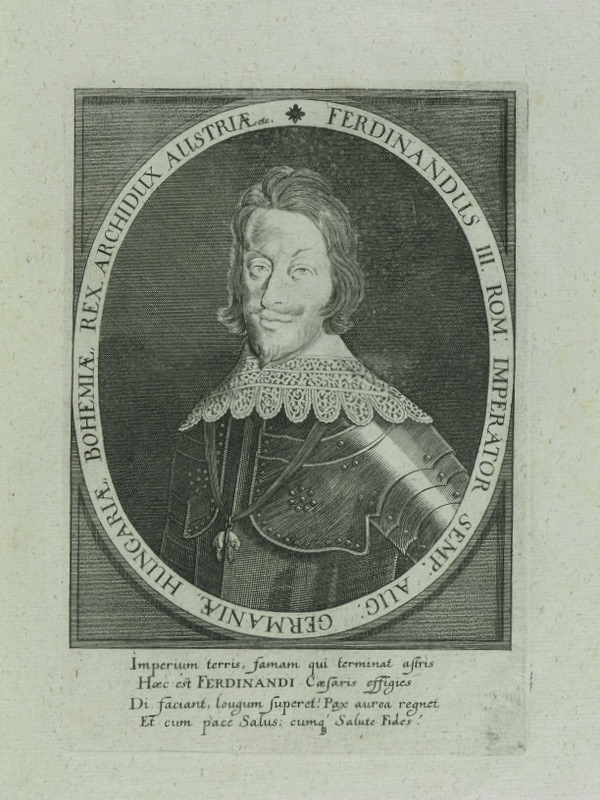 FERDINANDUS III. ROM: IMPERATOR SEMP: AUG: GERMANIÆ, HUNGARIÆ, BOHEMIÆ, REX. ARCHIDUX AUSTRIÆ etc.
Imperium terris, famam qui terminat aſtris
Hæc est FERDINANDI Cæſaris effigies
Di faciant, lougum ſuperet! Pax aurea regnet
Et cum pace Salus: cumq́ꝫ Salute Fides!